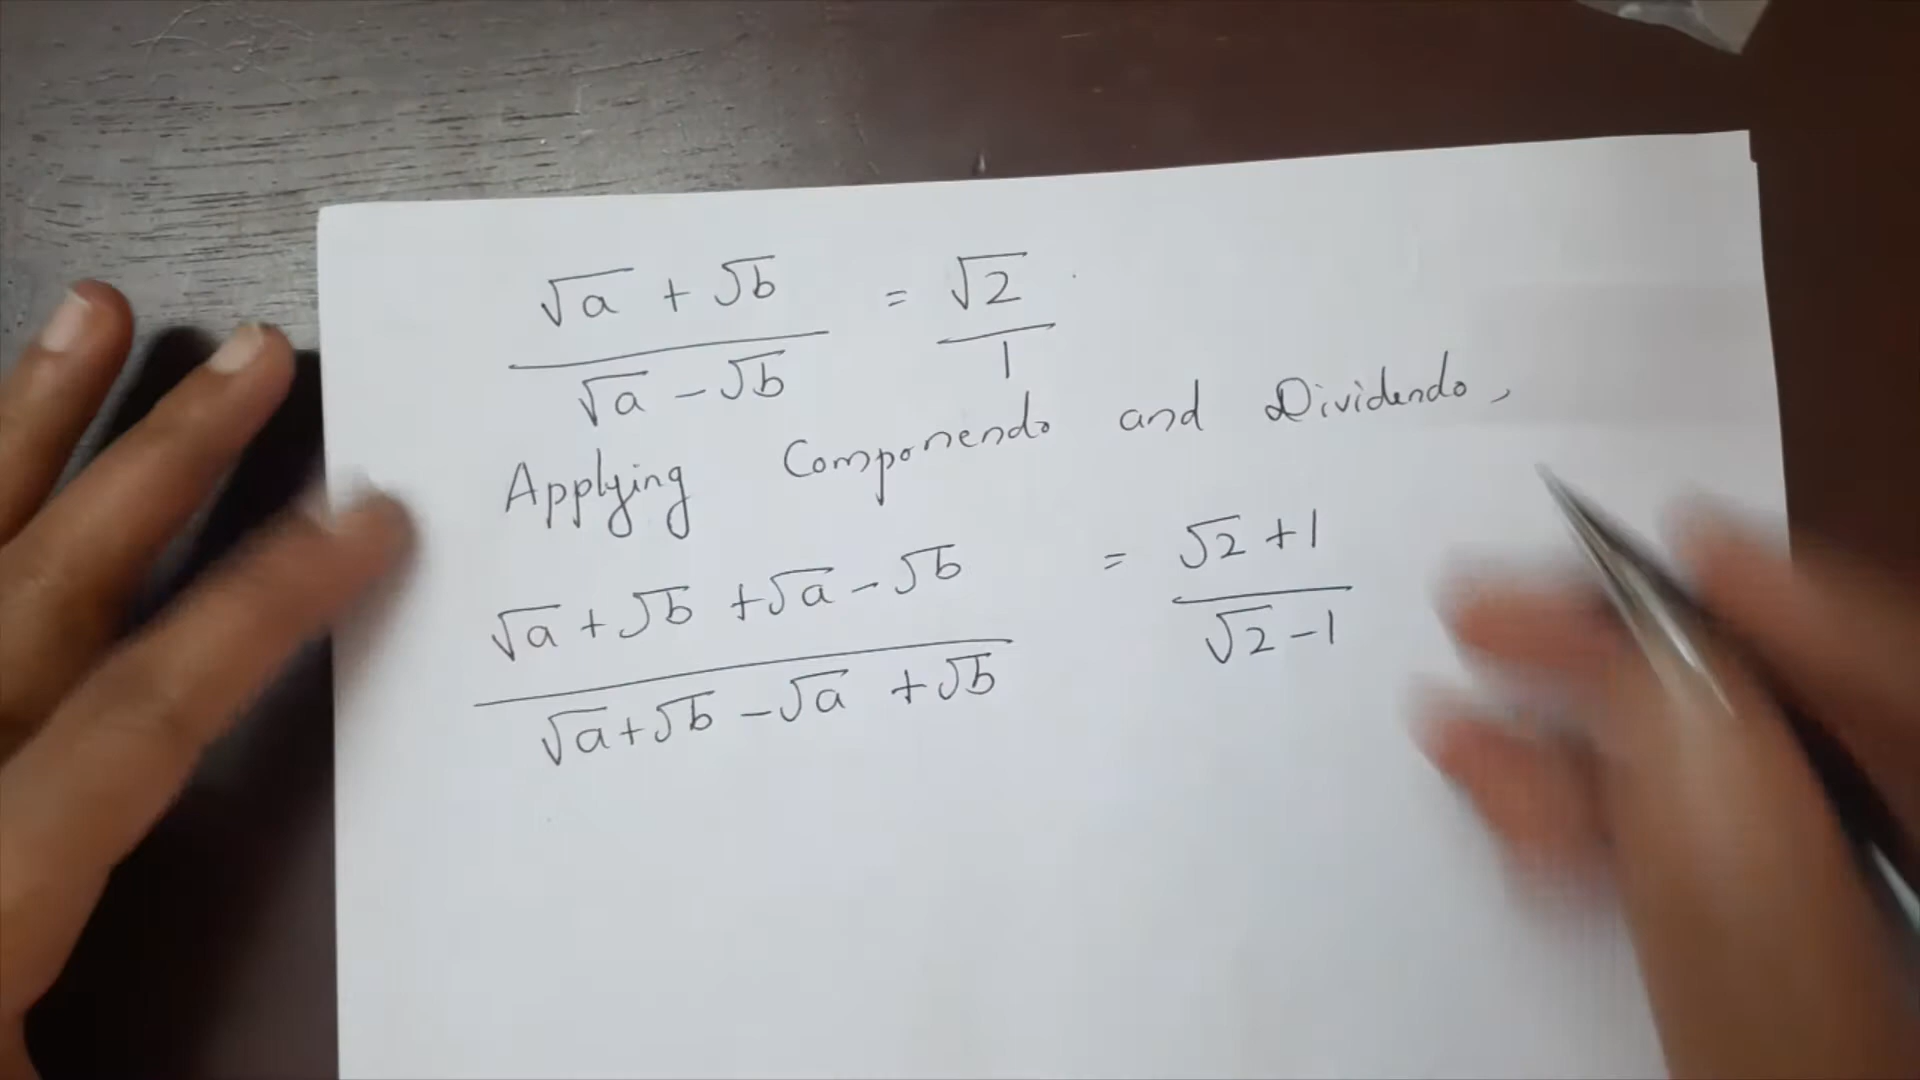 √a + √b = √2
√a - √b 1
Applying Componendo and Dividendo,
√a + √b + √a - √b = √2 + 1
√a + √b - √a + √b √2 - 1